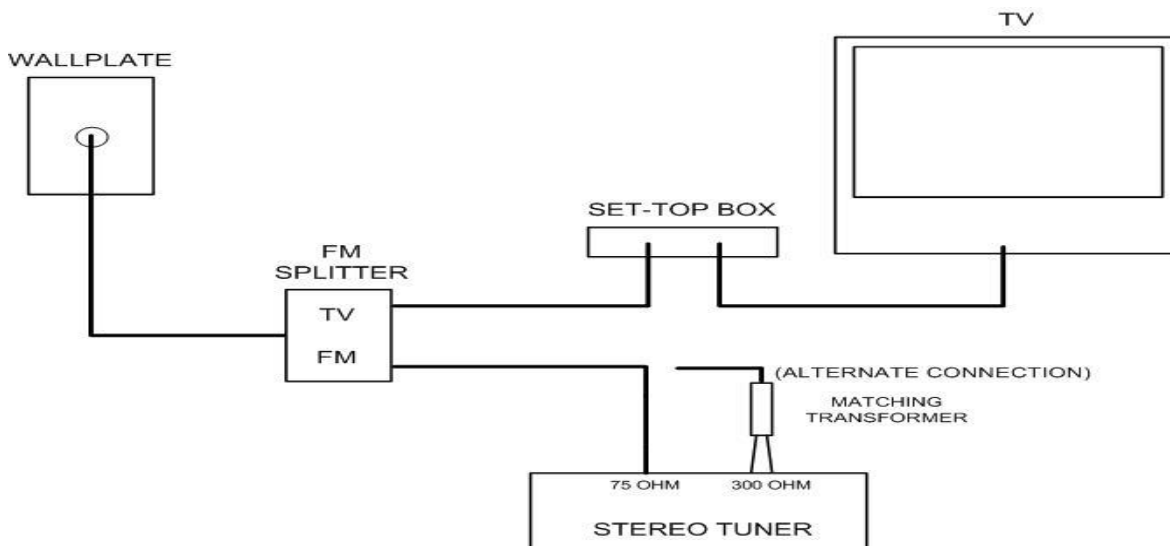 TV
WALLPLATE
SET-TOP BOX
FM
SPLITTER
TV
FM
(ALTERNATE CONNECTION)
MATCHING
TRANSFORMER
75 OHM
300 OHM
STEREO TUNER